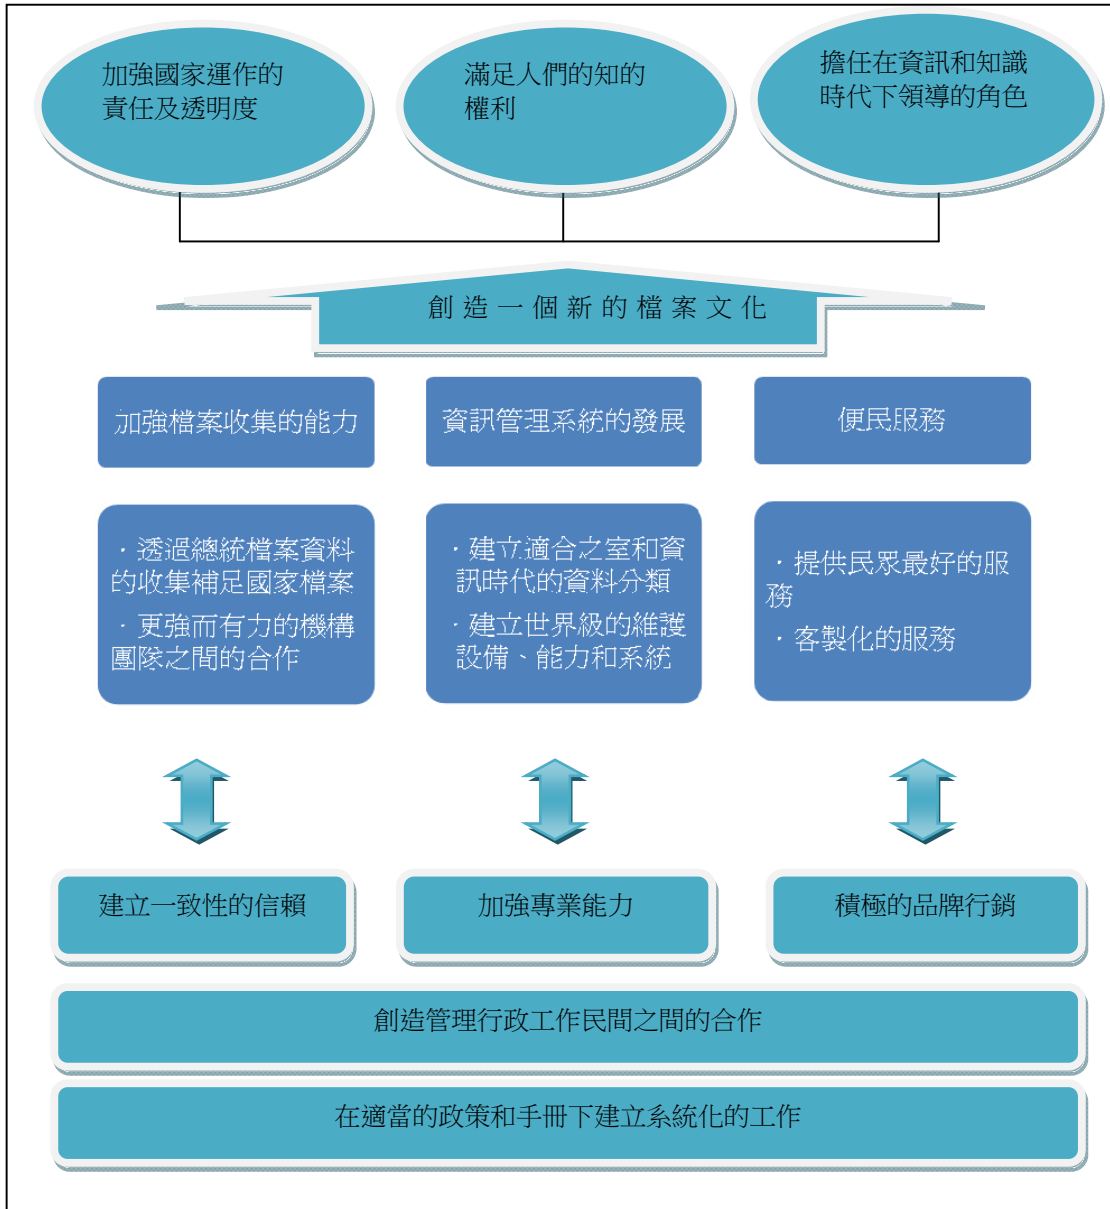 加強國家運作的
責任及透明度
滿足人們的知的
權利
擔任在資訊和知識
時代下領導的角色
創造一個新的檔案文化
加強檔案收集的能力
資訊管理系統的發展
便民服務
．透過總統檔案資料
的收集補足國家檔案
．更強而有力的機構
團隊之間的合作
．建立適合之室和資
訊時代的資料分類
．建立世界級的維護
設備、能力和系統
．提供民眾最好的服
務
．客製化的服務
建立一致性的信賴
加強專業能力
積極的品牌行銷
創造管理行政工作民間之間的合作
在適當的政策和手冊下建立系統化的工作